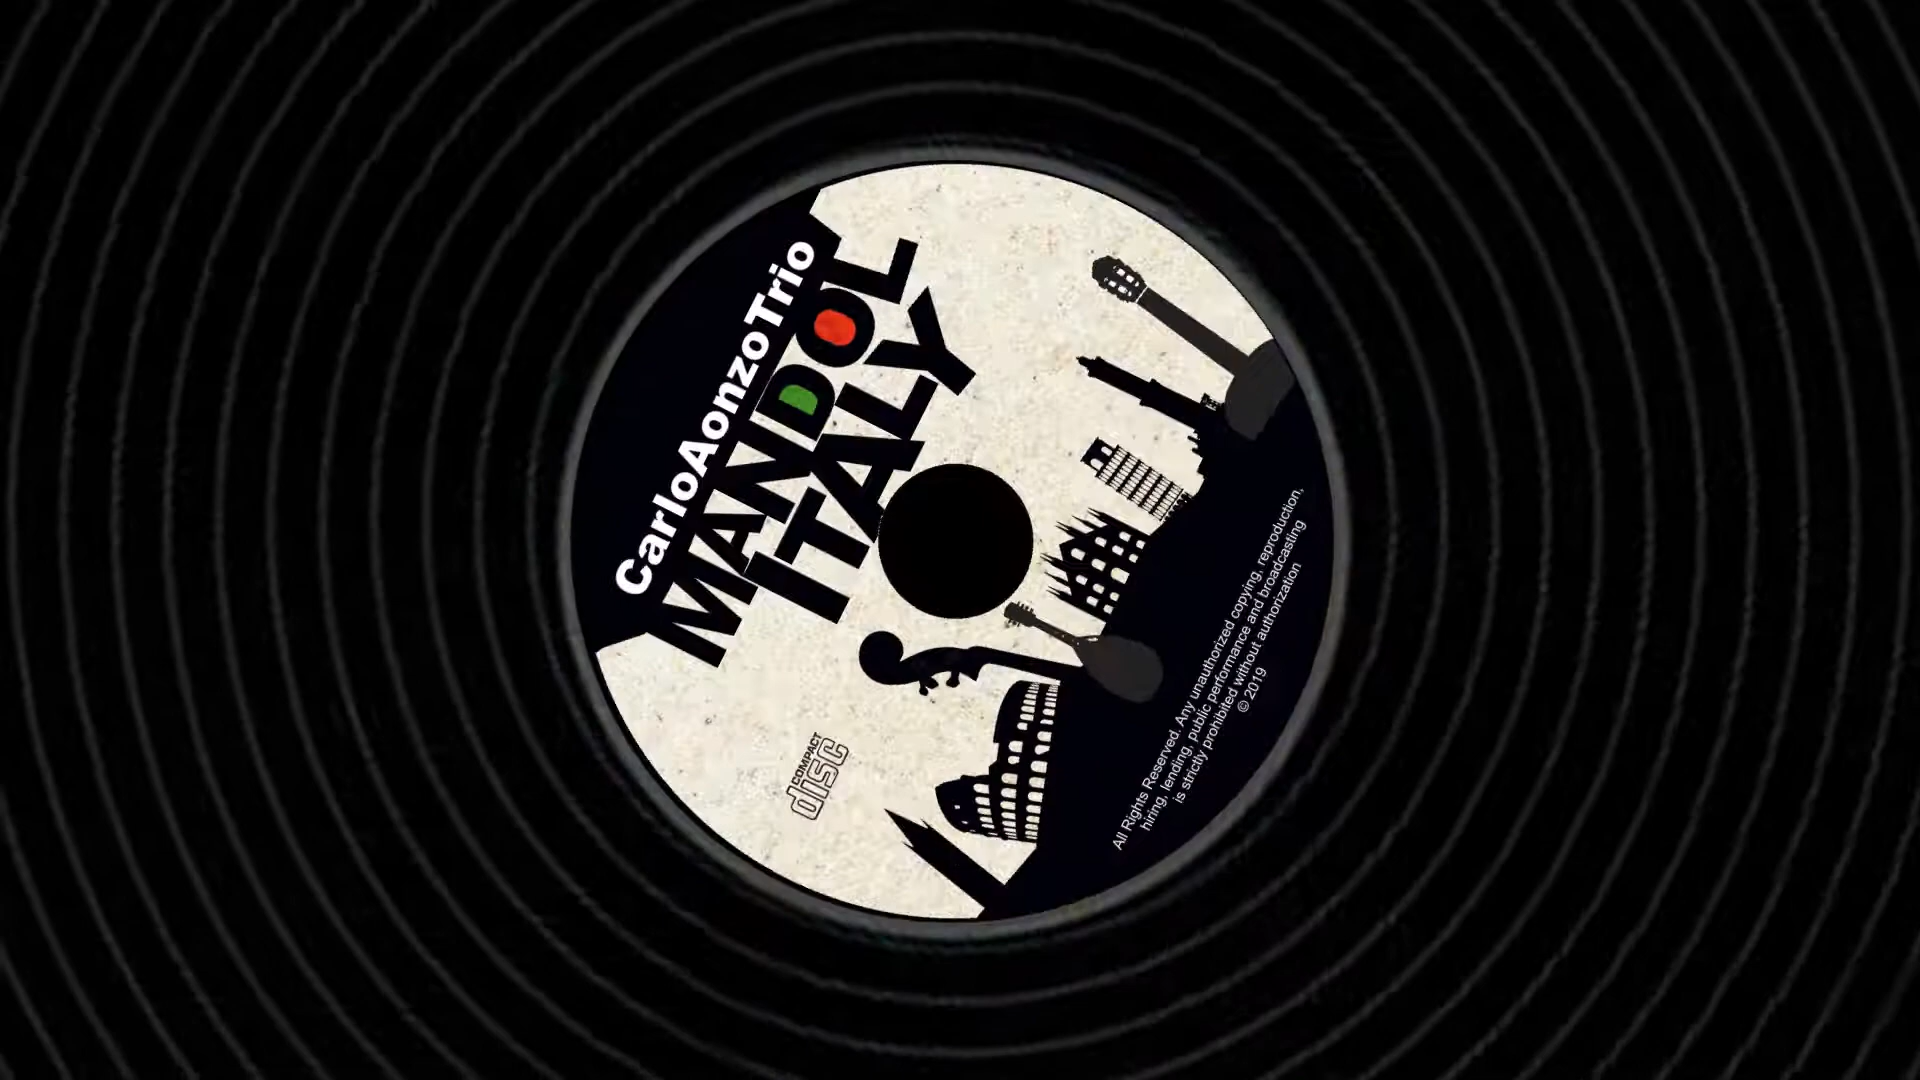 CarloAonzoTrio
MANDOL
ITALY
COMPACT
disc
All Rights Reserved. Any unauthorized copying, reproduction,
hiring, lending, public performance and broadcasting
is strictly prohibited without authorization
© 2019